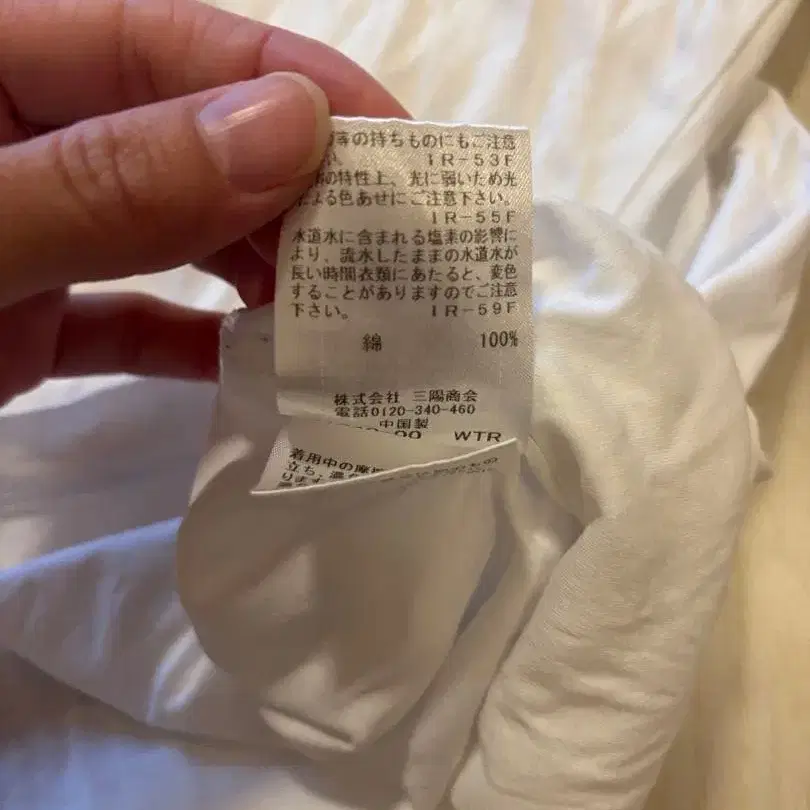 等の持ちものにもご注意
IR-53F
の特性上、光に弱いため光
よる色あせにご注意下さい。
IR-55F
水道水に含まれる塩素の影響に
より、流水したままの水道水が
長い時間衣類にあたると、変色
することがありますのでご注意
下さい。 IR-59F
綿 100%
株式会社 三陽商会
電話0120-340-460
中国製
WTR
着用中の摩
立ち、